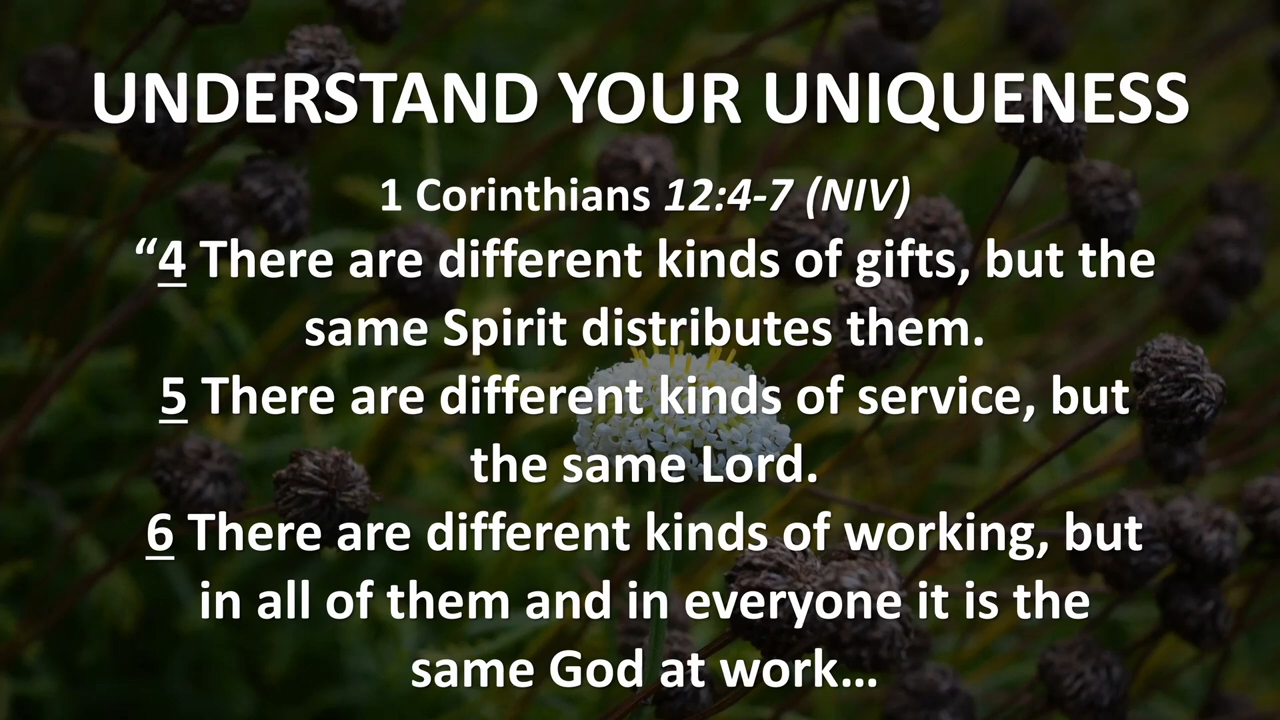 UNDERSTAND YOUR UNIQUENESS
1 Corinthians 12:4-7 (NIV)
“4 There are different kinds of gifts, but the
same Spirit distributes them.
5 There are different kinds of service, but
the same Lord.
6 There are different kinds of working, but
in all of them and in everyone it is the
same God at work…